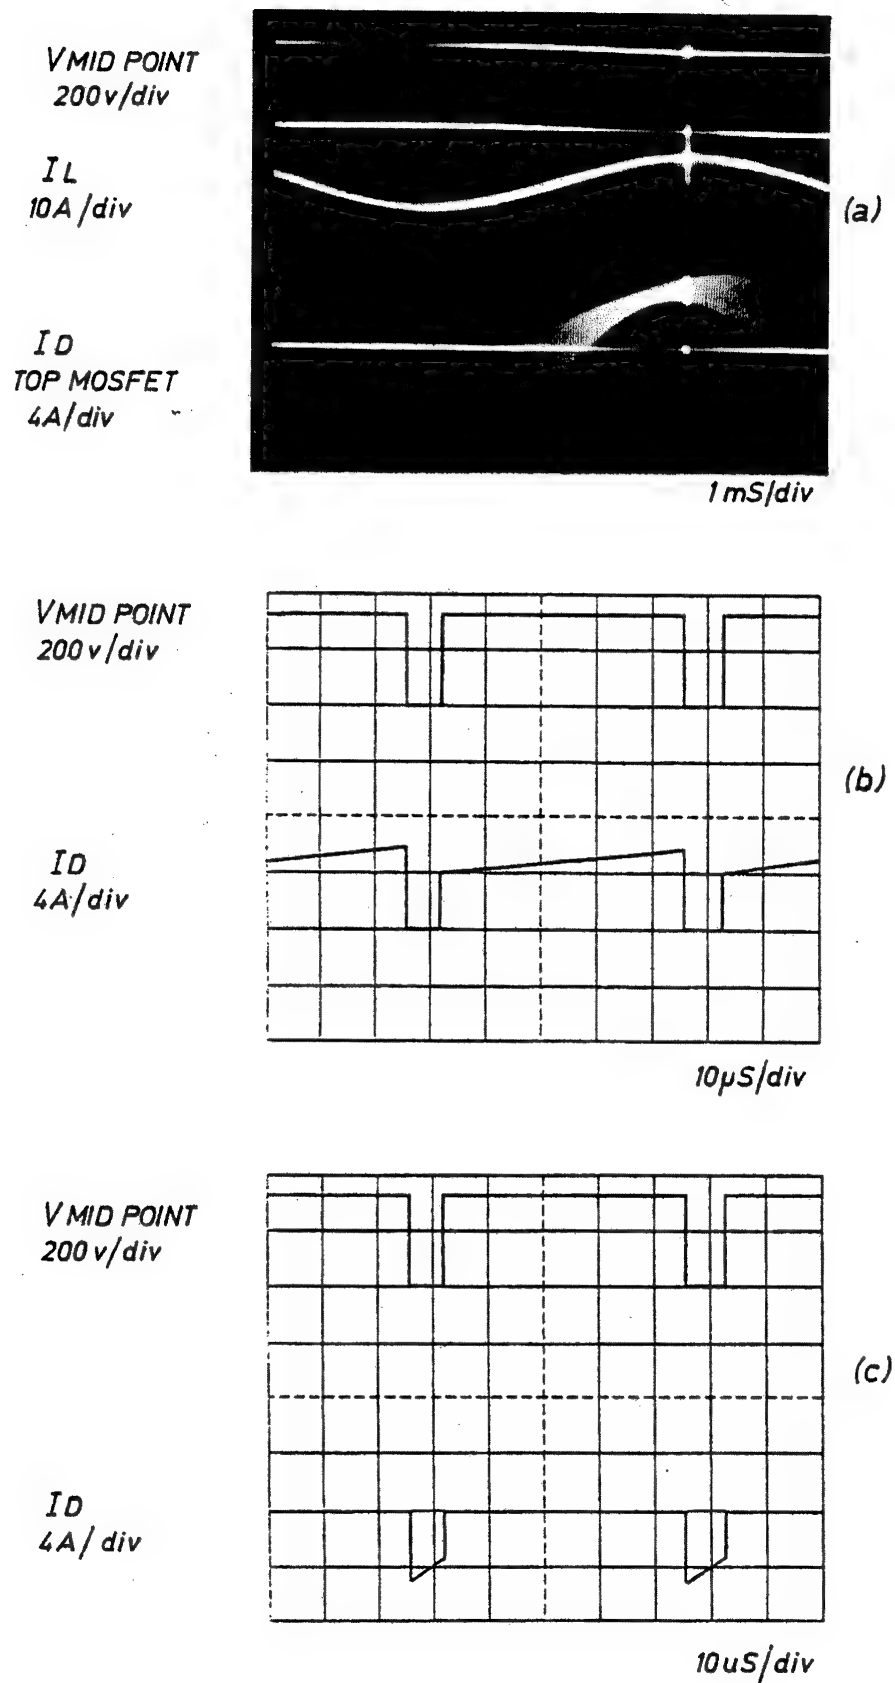 VMID POINT
200v/div
IL
10A/div
(a)
ID
TOP MOSFET
4A/div
1mS/div
VMID POINT
200v/div
(b)
ID
4A/div
10µS/div
VMID POINT
200v/div
(c)
ID
4A/div
10uS/div